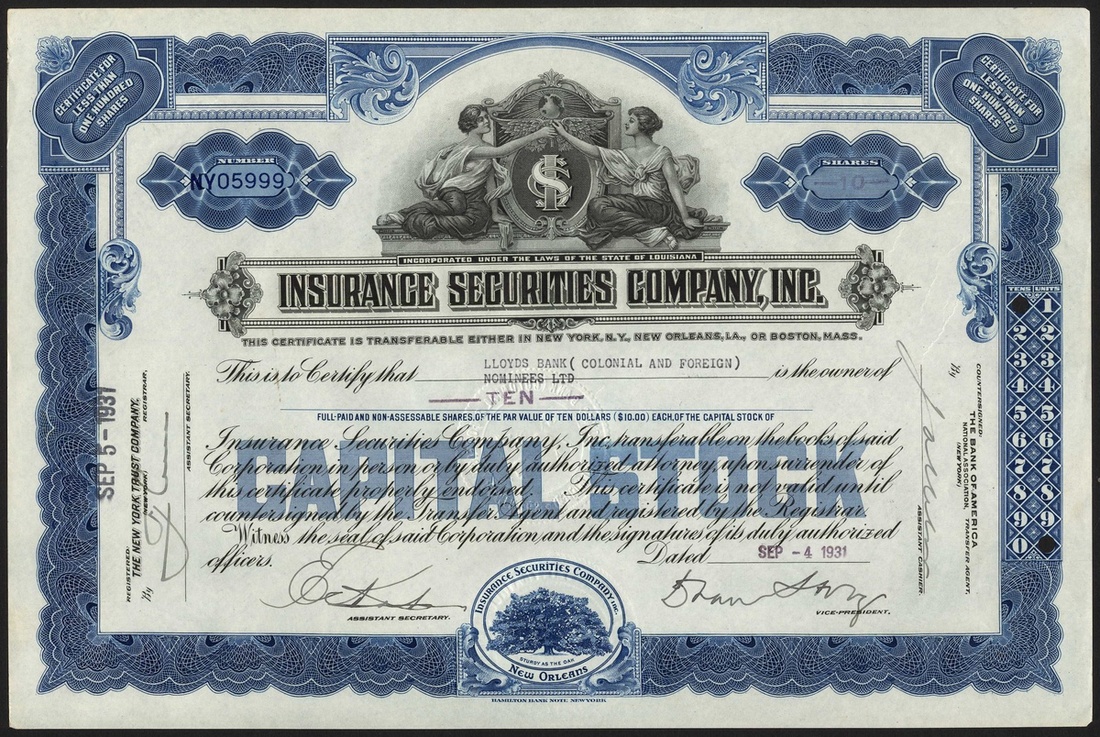 CERTIFICATE FOR
LESS THAN
ONE HUNDRED
SHARES
CERTIFICATE FOR
LESS THAN
ONE HUNDRED
SHARES
NUMBER
NY05999
SHARES
—10—
ISC
INCORPORATED UNDER THE LAWS OF THE STATE OF LOUISIANA
INSURANCE SECURITIES COMPANY, INC.
THIS CERTIFICATE IS TRANSFERABLE EITHER IN NEW YORK, N.Y., NEW ORLEANS, LA., OR BOSTON, MASS.
This is to Certify that LLOYDS BANK( COLONIAL AND FOREIGN) is the owner of
NOMINEES LTD
—TEN—
FULL-PAID AND NON-ASSESSABLE SHARES, OF THE PAR VALUE OF TEN DOLLARS ($10.00) EACH, OF THE CAPITAL STOCK OF
CAPITAL STOCK
Insurance Securities Company, Inc., transferable on the books of said
Corporation in person or by duly authorized attorney, upon surrender of
this certificate properly endorsed. This certificate is not valid until
countersigned by the Transfer Agent and registered by the Registrar.
Witness the seal of said Corporation and the signatures of its duly authorized
officers.
Dated SEP -4 1931
ASSISTANT SECRETARY.
VICE-PRESIDENT.
INSURANCE SECURITIES COMPANY, INC.
STURDY AS THE OAK
NEW ORLEANS
HAMILTON BANK NOTE NEW YORK
SEP 5-1931
REGISTERED:
THE NEW YORK TRUST COMPANY,
(NEW YORK) REGISTRAR.
By
ASSISTANT SECRETARY.
COUNTERSIGNED:
THE BANK OF AMERICA
NATIONAL ASSOCIATION, TRANSFER AGENT.
(NEW YORK)
By
ASSISTANT CASHIER.
TENS UNITS
1
2 2
3 3
4 4
5 5
6 6
7 7
8 8
9 9
0